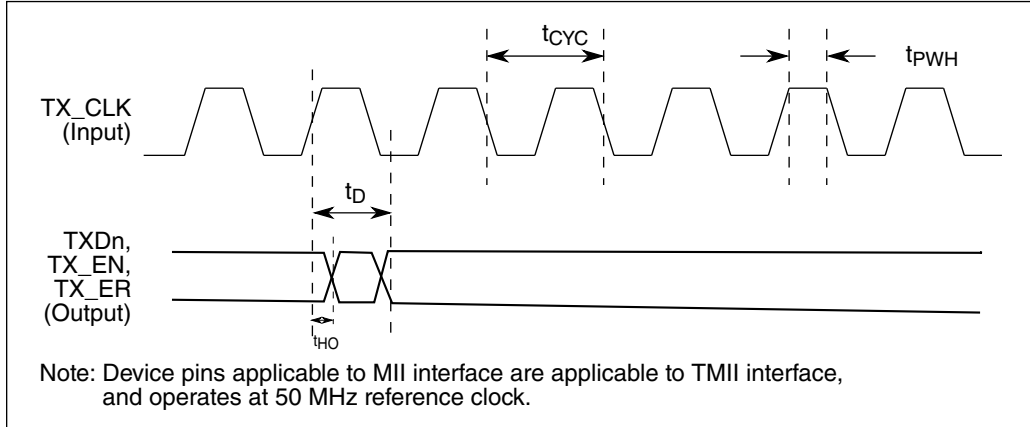 tCYC
tPWH
TX_CLK
(Input)
tD
TXDn,
TX_EN,
TX_ER
(Output)
tHO
Note: Device pins applicable to MII interface are applicable to TMII interface,
and operates at 50 MHz reference clock.